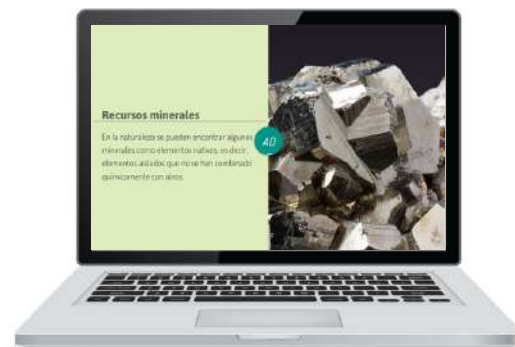 Recursos minerales
En la naturaleza se pueden encontrar algunos
minerales como elementos nativos, es decir,
elementos aislados que no se han combinado
químicamente con otros.
AD